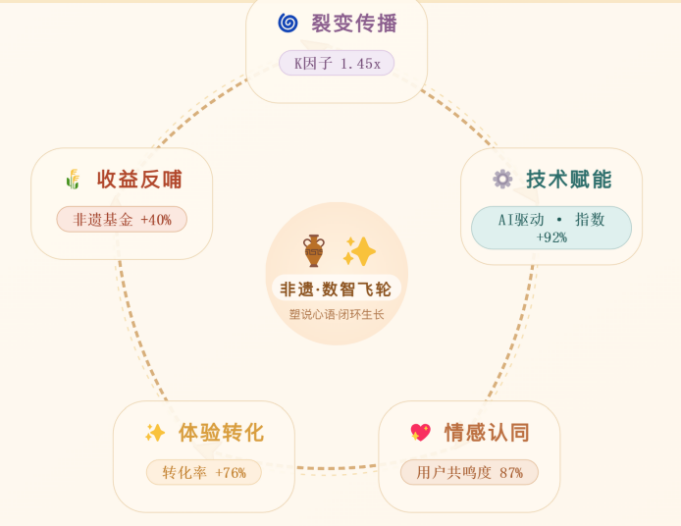 裂变传播
K因子 1.45x
收益反哺
非遗基金 +40%
技术赋能
AI驱动 • 指数
+92%
非遗·数智飞轮
塑说心语·闭环生长
体验转化
转化率 +76%
情感认同
用户共鸣度 87%